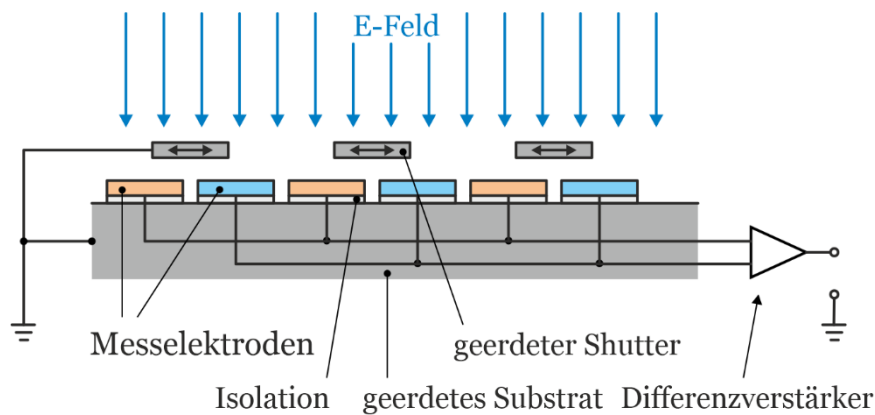 E-Feld
Messelektroden
geerdeter Shutter
Isolation
geerdetes Substrat
Differenzverstärker